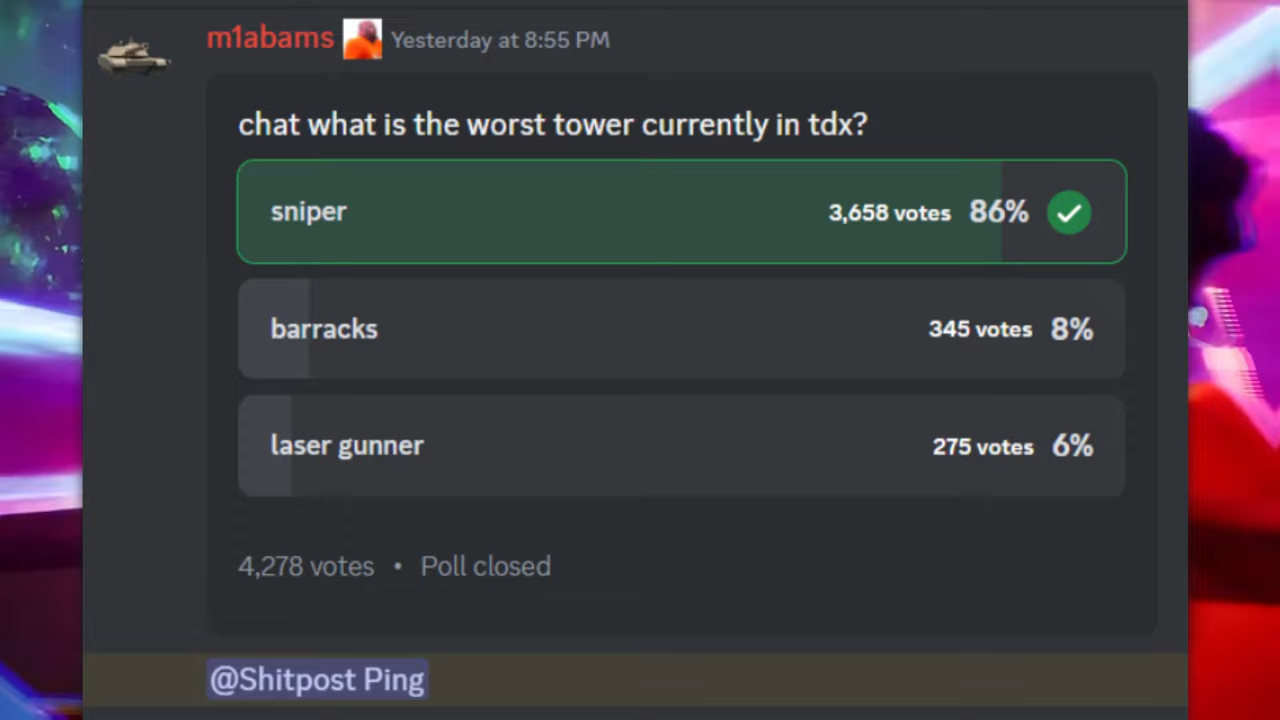 m1abams Yesterday at 8:55 PM
chat what is the worst tower currently in tdx?
sniper 3,658 votes 86%
barracks 345 votes 8%
laser gunner 275 votes 6%
4,278 votes • Poll closed
@Shitpost Ping